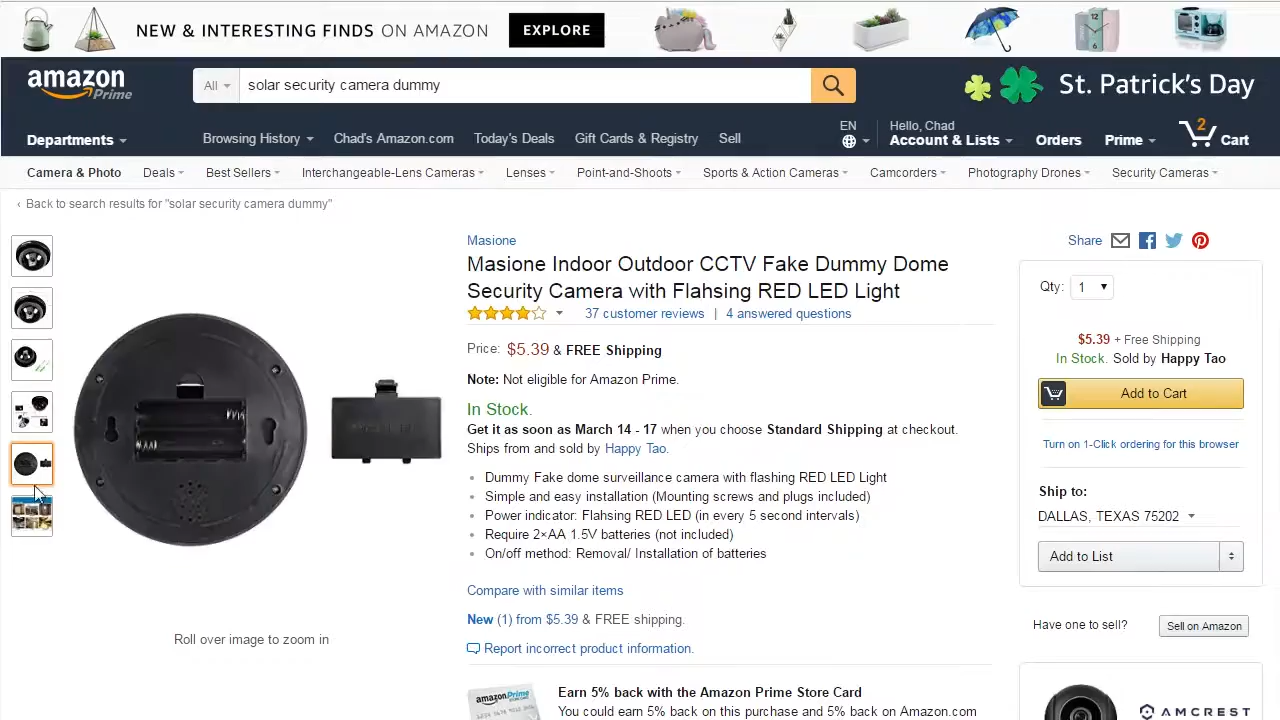 NEW & INTERESTING FINDS ON AMAZON EXPLORE
amazon Prime
All
solar security camera dummy
St. Patrick's Day
Departments
Browsing History
Chad's Amazon.com
Today's Deals
Gift Cards & Registry
Sell
EN
Hello, Chad
Account & Lists
Orders
Prime
2
Cart
Camera & Photo
Deals
Best Sellers
Interchangeable-Lens Cameras
Lenses
Point-and-Shoots
Sports & Action Cameras
Camcorders
Photography Drones
Security Cameras
‹ Back to search results for "solar security camera dummy"
Roll over image to zoom in
Masione
Masione Indoor Outdoor CCTV Fake Dummy Dome
Security Camera with Flahsing RED LED Light
37 customer reviews | 4 answered questions
Price: $5.39 & FREE Shipping
Note: Not eligible for Amazon Prime.
In Stock.
Get it as soon as March 14 - 17 when you choose Standard Shipping at checkout.
Ships from and sold by Happy Tao.
Dummy Fake dome surveillance camera with flashing RED LED Light
Simple and easy installation (Mounting screws and plugs included)
Power indicator: Flahsing RED LED (in every 5 second intervals)
Require 2×AA 1.5V batteries (not included)
On/off method: Removal/ Installation of batteries
Compare with similar items
New (1) from $5.39 & FREE shipping.
Report incorrect product information.
amazonPrime
Earn 5% back with the Amazon Prime Store Card
You could earn 5% back on this purchase and 5% back on Amazon.com
Share
Qty: 1
$5.39 + Free Shipping
In Stock. Sold by Happy Tao
Add to Cart
Turn on 1-Click ordering for this browser
Ship to:
DALLAS, TEXAS 75202
Add to List
Have one to sell?
Sell on Amazon
AMCREST